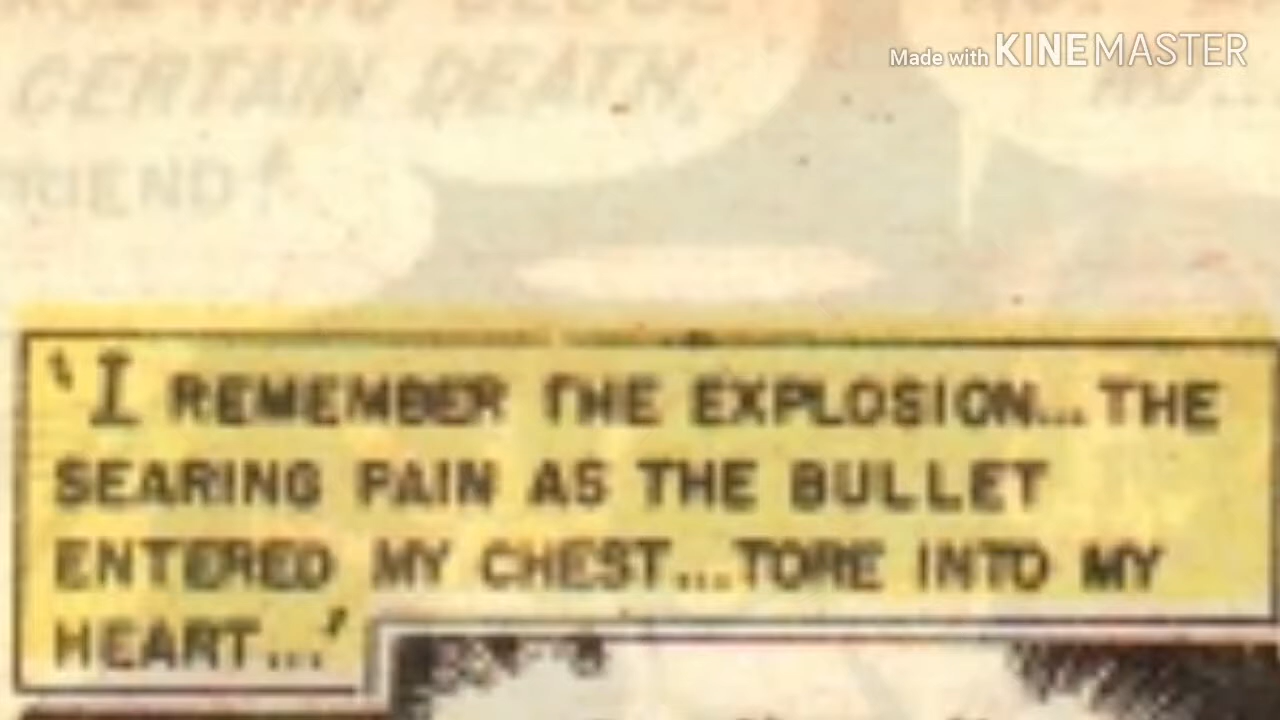 Made with KINEMASTER
CERTAIN DEATH,
'I REMEMBER THE EXPLOSION... THE
SEARING PAIN AS THE BULLET
ENTERED MY CHEST...TORE INTO MY
HEART...'